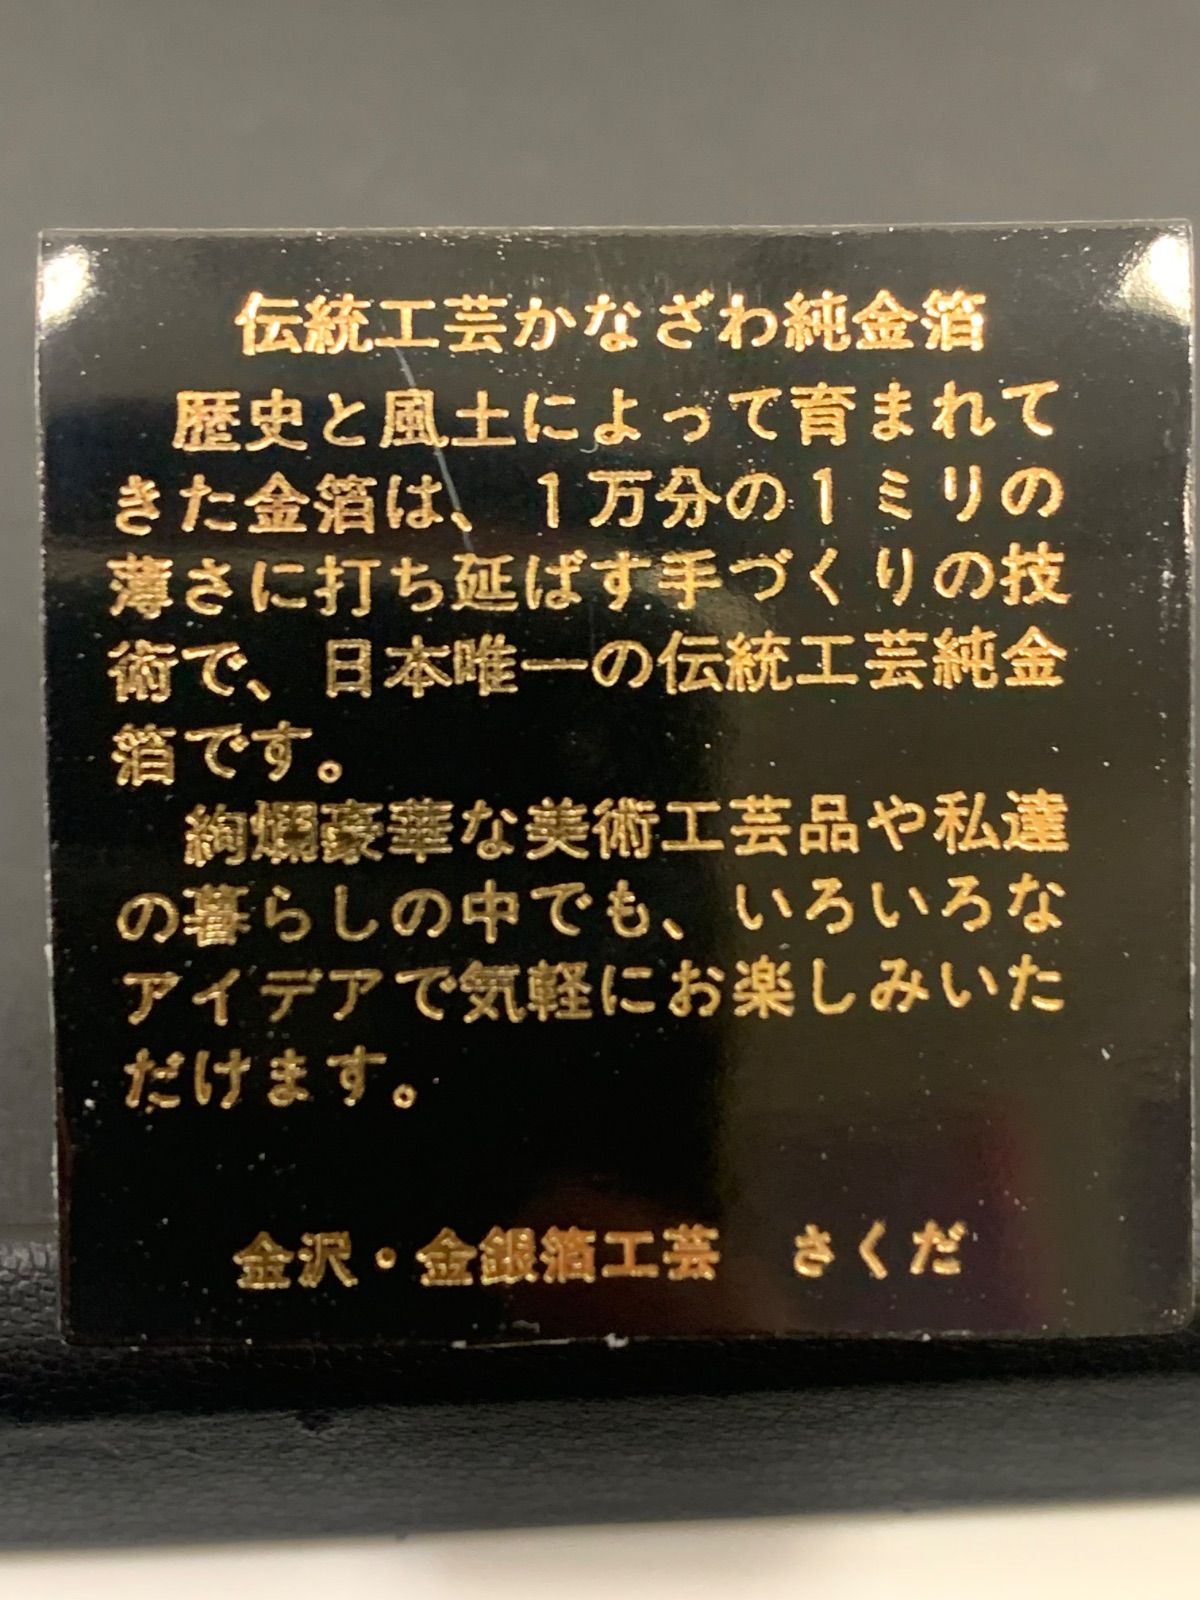 伝統工芸かなざわ純金箔
歴史と風土によって育まれて
きた金箔は、1万分の1ミリの
薄さに打ち延ばす手づくりの技
術で、日本唯一の伝統工芸純金
箔です。
絢爛豪華な美術工芸品や私達
の暮らしの中でも、いろいろな
アイデアで気軽にお楽しみいた
だけます。
金沢・金銀箔工芸 さくだ